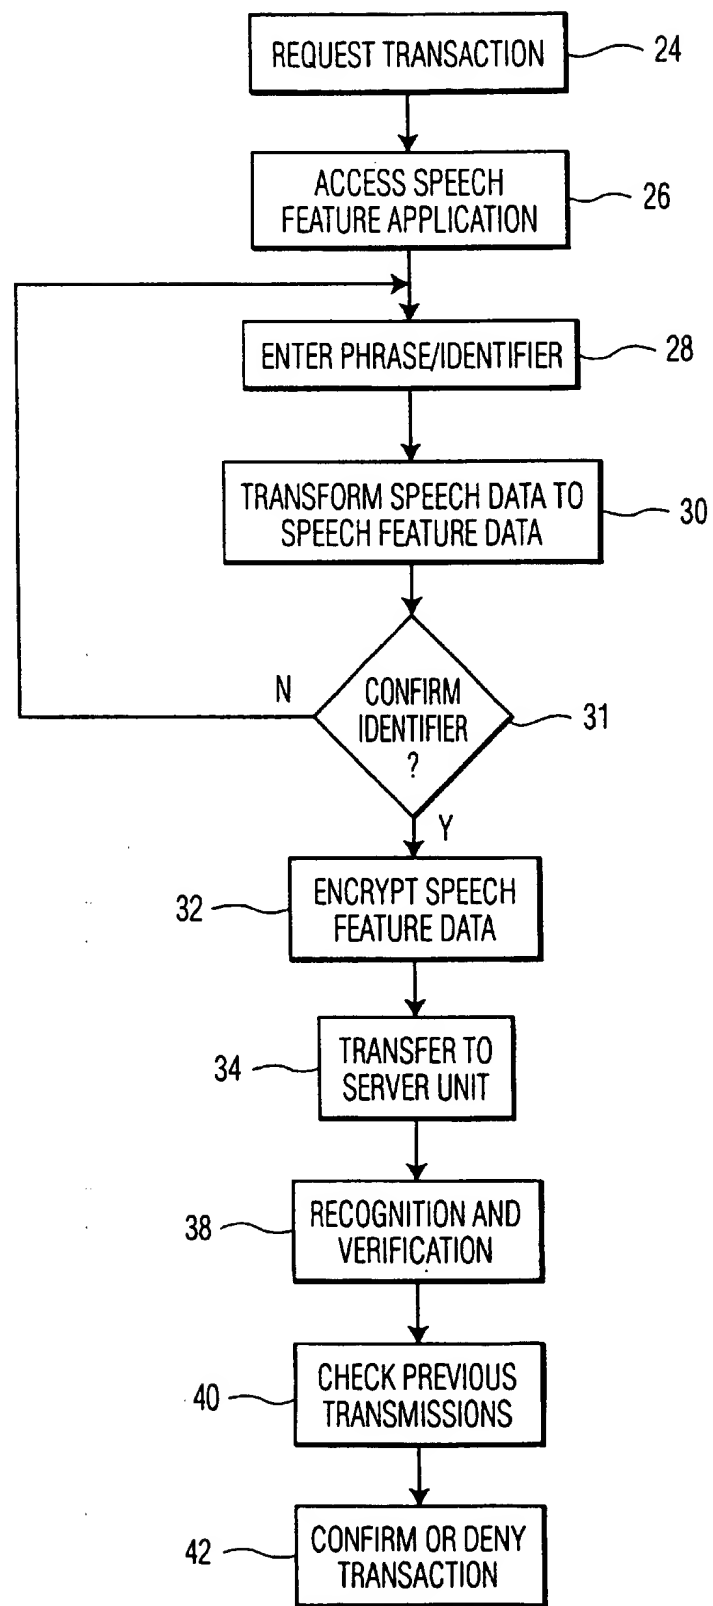 REQUEST TRANSACTION
24
ACCESS SPEECH
FEATURE APPLICATION
26
ENTER PHRASE/IDENTIFIER
28
TRANSFORM SPEECH DATA TO
SPEECH FEATURE DATA
30
N
CONFIRM
IDENTIFIER
?
31
Y
32
ENCRYPT SPEECH
FEATURE DATA
34
TRANSFER TO
SERVER UNIT
38
RECOGNITION AND
VERIFICATION
40
CHECK PREVIOUS
TRANSMISSIONS
42
CONFIRM OR DENY
TRANSACTION